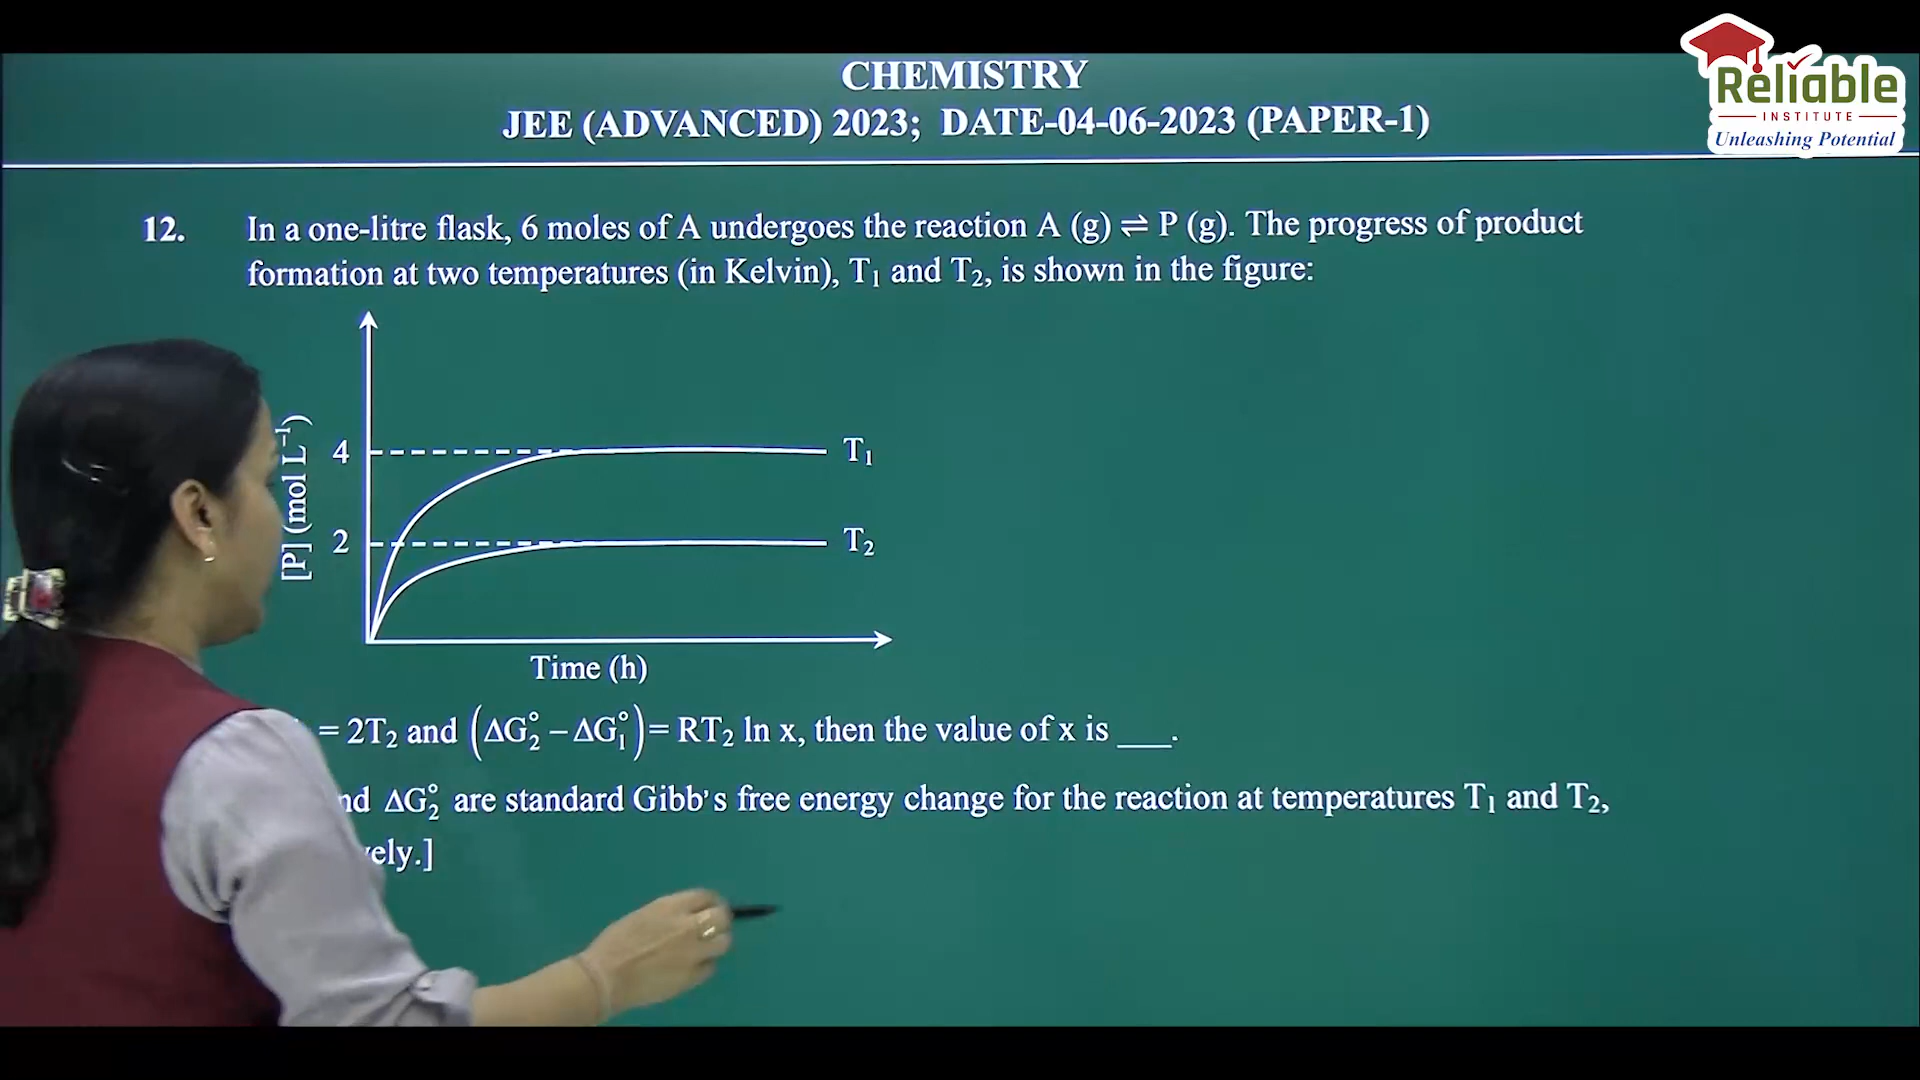 CHEMISTRY
JEE (ADVANCED) 2023; DATE-04-06-2023 (PAPER-1)
Reliable
INSTITUTE
Unleashing Potential
12. In a one-litre flask, 6 moles of A undergoes the reaction A (g) ⇌ P (g). The progress of product
formation at two temperatures (in Kelvin), T₁ and T₂, is shown in the figure:
[P] (mol L⁻¹)
4 T₁
2 T₂
Time (h)
= 2T₂ and (ΔG₂° – ΔG₁°) = RT₂ ln x, then the value of x is ___.
ΔG₂° are standard Gibb's free energy change for the reaction at temperatures T₁ and T₂,